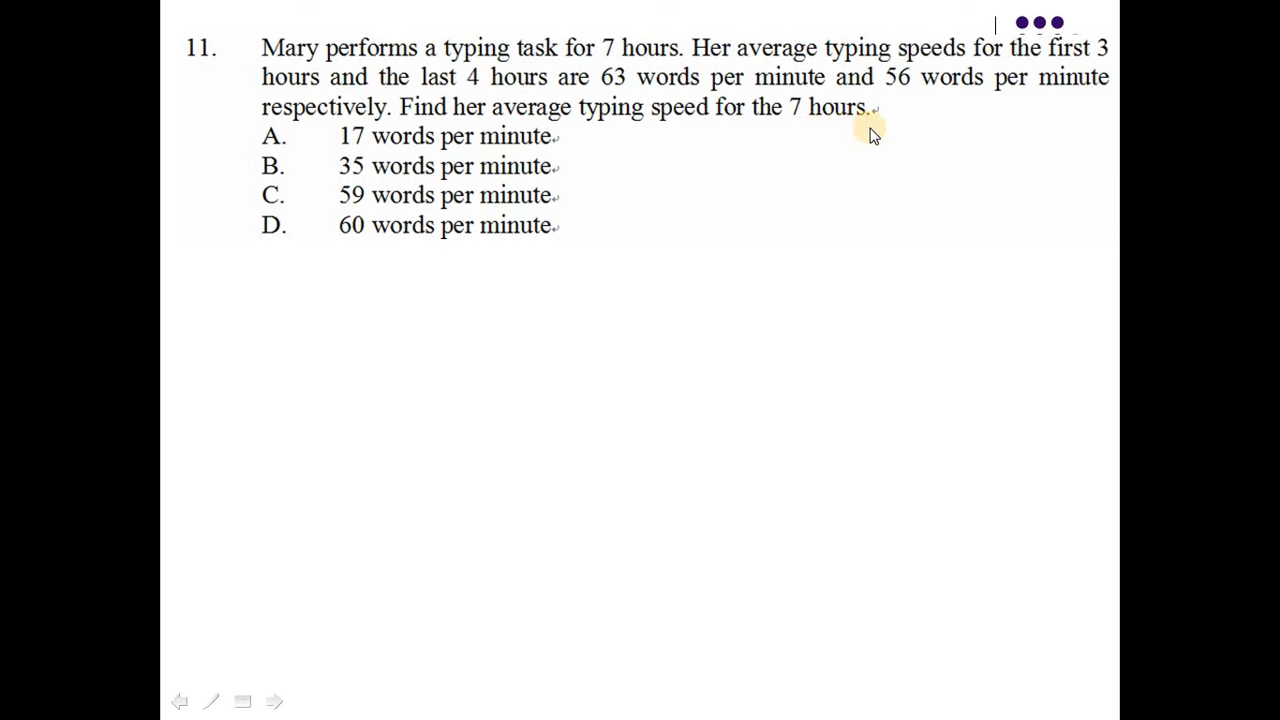 11. Mary performs a typing task for 7 hours. Her average typing speeds for the first 3
hours and the last 4 hours are 63 words per minute and 56 words per minute
respectively. Find her average typing speed for the 7 hours.
A. 17 words per minute
B. 35 words per minute
C. 59 words per minute
D. 60 words per minute